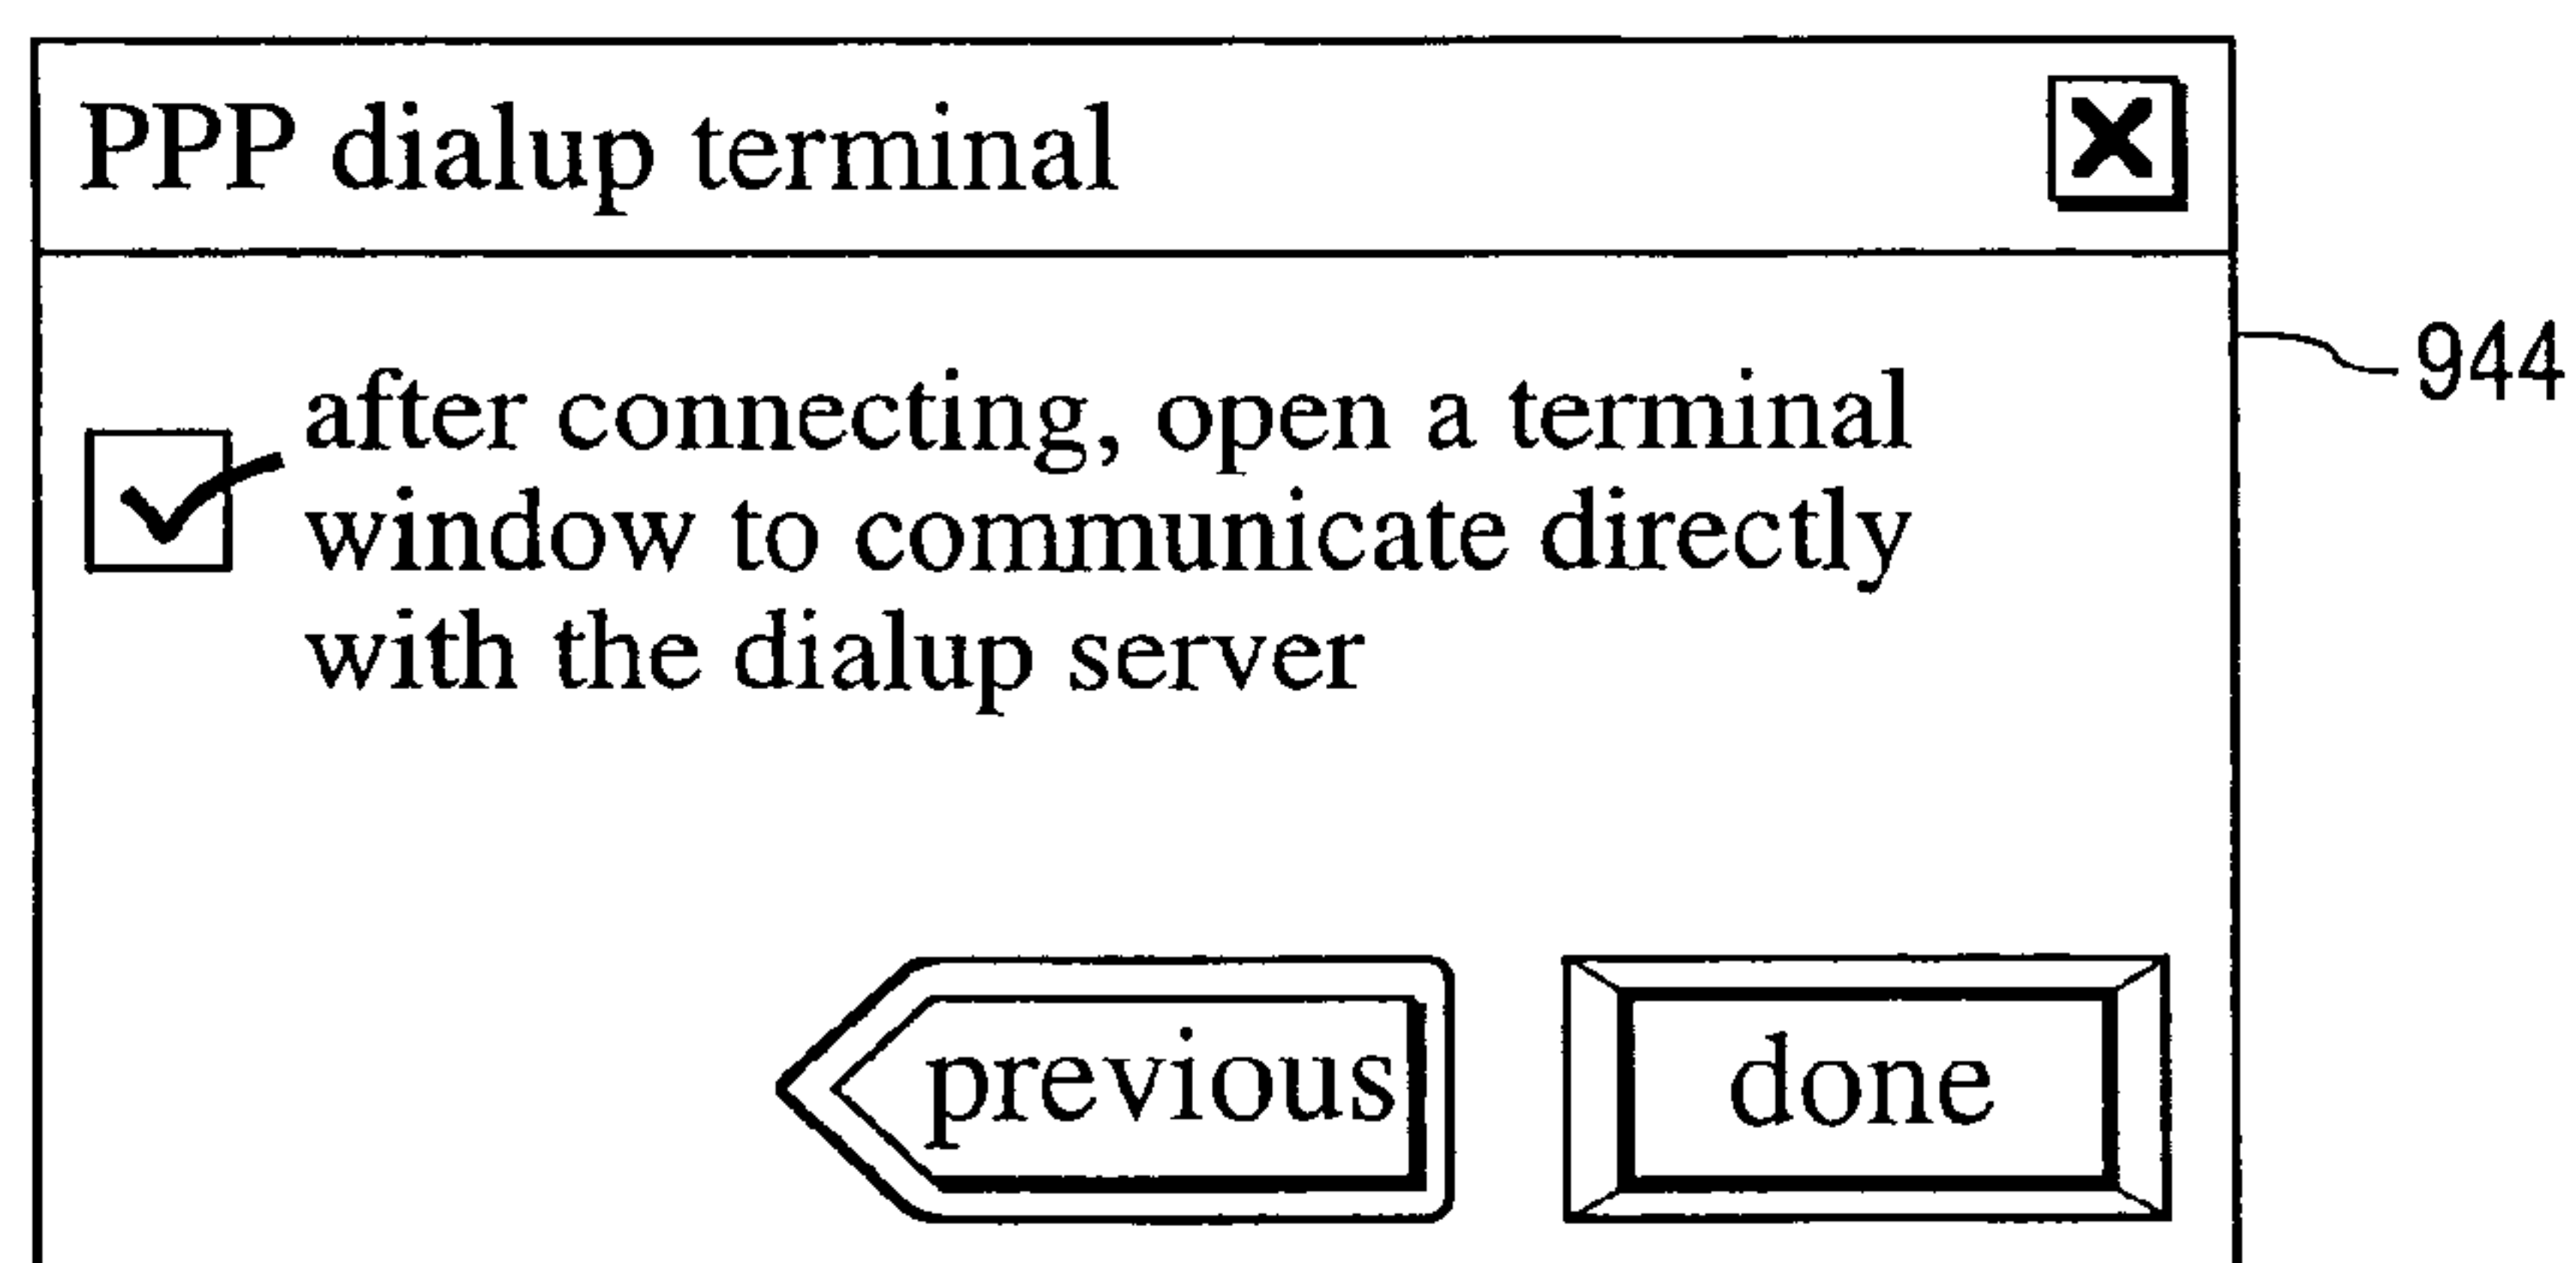 PPP dialup terminal
944
after connecting, open a terminal
window to communicate directly
with the dialup server
previous
done